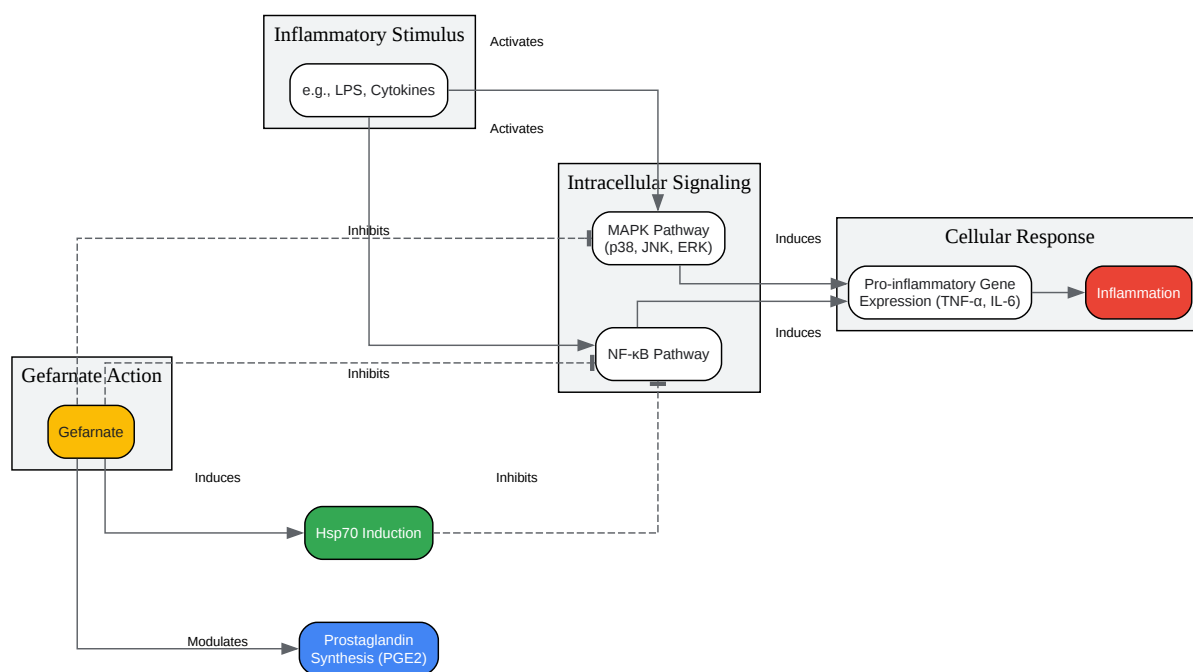 Inflammatory Stimulus
Activates
e.g., LPS, Cytokines
Activates
Intracellular Signaling
MAPK Pathway
(p38, JNK, ERK)
Inhibits
Induces
Cellular Response
Pro-inflammatory Gene
Expression (TNF-α, IL-6)
Inflammation
Induces
NF-κB Pathway
Inhibits
Gefarnate Action
Gefarnate
Induces
Inhibits
Hsp70 Induction
Modulates
Prostaglandin
Synthesis (PGE2)